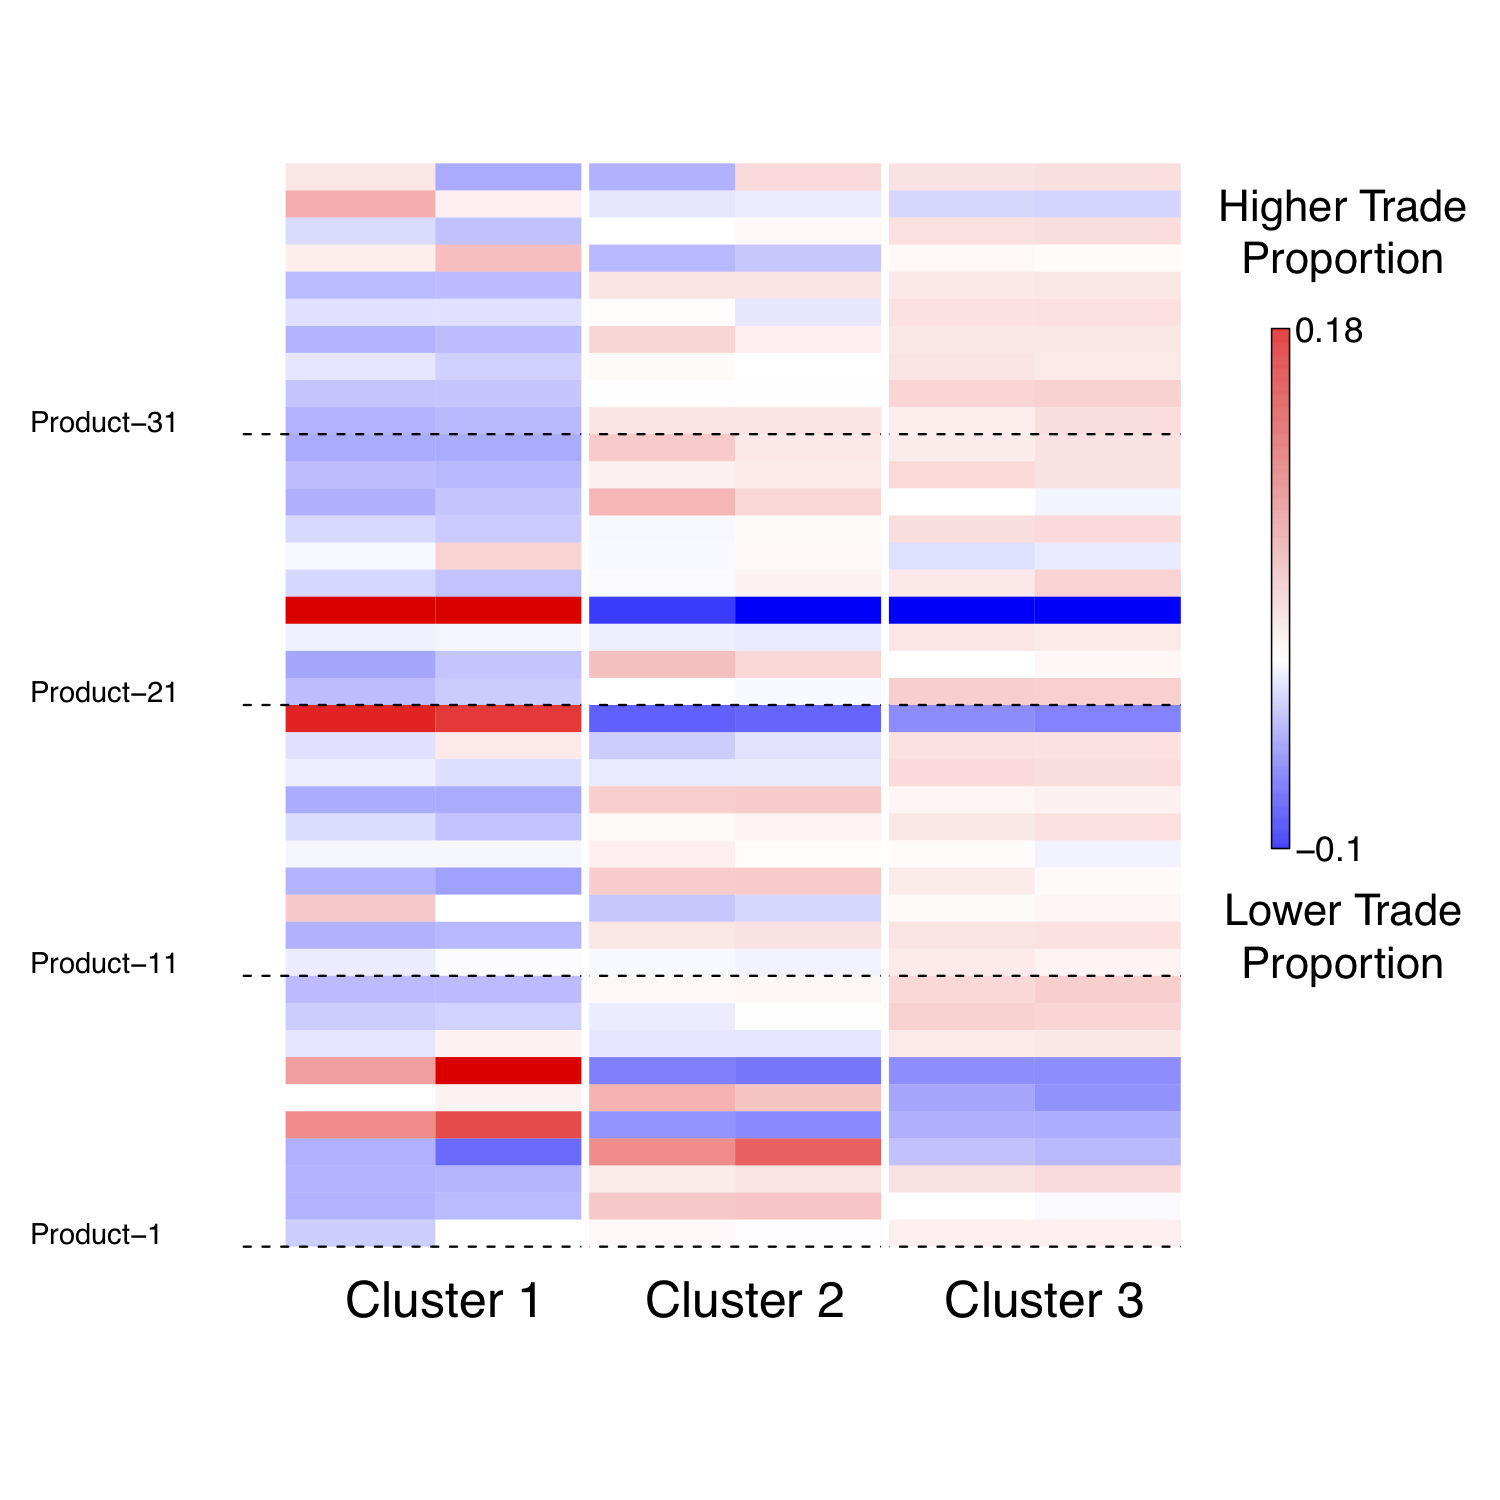 Higher Trade
Proportion
0.18
−0.1
Lower Trade
Proportion
Product−31
Product−21
Product−11
Product−1
Cluster 1
Cluster 2
Cluster 3